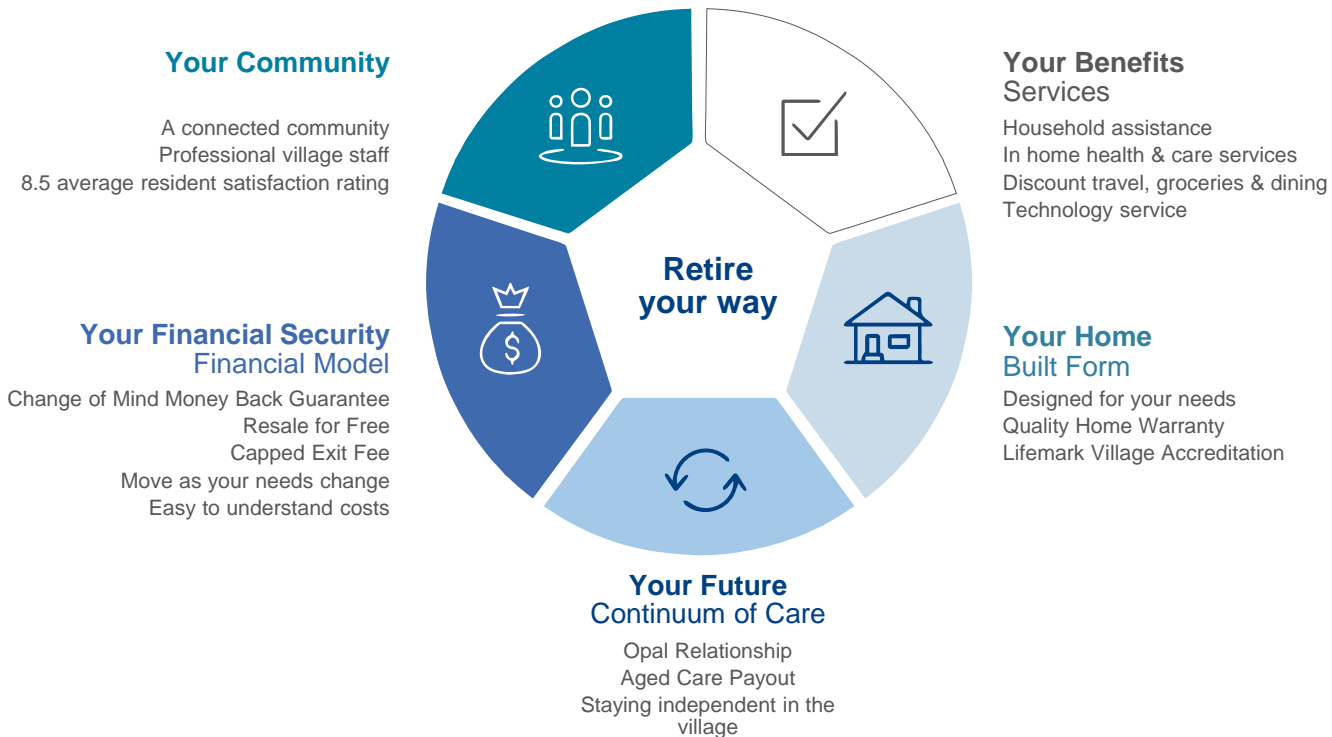 Your Community
A connected community
Professional village staff
8.5 average resident satisfaction rating
Your Benefits
Services
Household assistance
In home health & care services
Discount travel, groceries & dining
Technology service
Retire
your way
$
Your Financial Security
Financial Model
Change of Mind Money Back Guarantee
Resale for Free
Capped Exit Fee
Move as your needs change
Easy to understand costs
Your Home
Built Form
Designed for your needs
Quality Home Warranty
Lifemark Village Accreditation
Your Future
Continuum of Care
Opal Relationship
Aged Care Payout
Staying independent in the
village